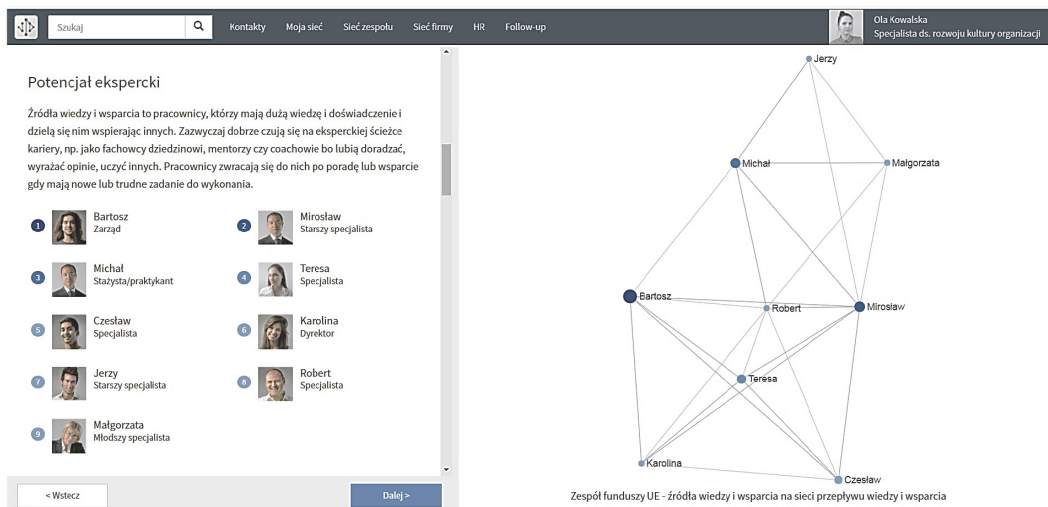 Szukaj
Kontakty
Moja sieć
Sieć zespołu
Sieć firmy
HR
Follow-up
Ola Kowalska
Specjalista ds. rozwoju kultury organizacji
Potencjał ekspercki
Źródła wiedzy i wsparcia to pracownicy, którzy mają dużą wiedzę i doświadczenie i
dzielą się nim wspierając innych. Zazwyczaj dobrze czują się na eksperckiej ścieżce
kariery, np. jako fachowcy dziedzinowi, mentorzy czy coachowie bo lubią doradzać,
wyrażać opinie, uczyć innych. Pracownicy zwracają się do nich po poradę lub wsparcie
gdy mają nowe lub trudne zadanie do wykonania.
1
Bartosz
Zarząd
2
Mirosław
Starszy specjalista
3
Michał
Stażysta/praktykant
4
Teresa
Specjalista
5
Czesław
Specjalista
6
Karolina
Dyrektor
7
Jerzy
Starszy specjalista
8
Robert
Specjalista
9
Małgorzata
Młodszy specjalista
< Wstecz
Dalej >
Jerzy
Michał
Małgorzata
Bartosz
Robert
Mirosław
Teresa
Karolina
Czesław
Zespół funduszy UE - źródła wiedzy i wsparcia na sieci przepływu wiedzy i wsparcia